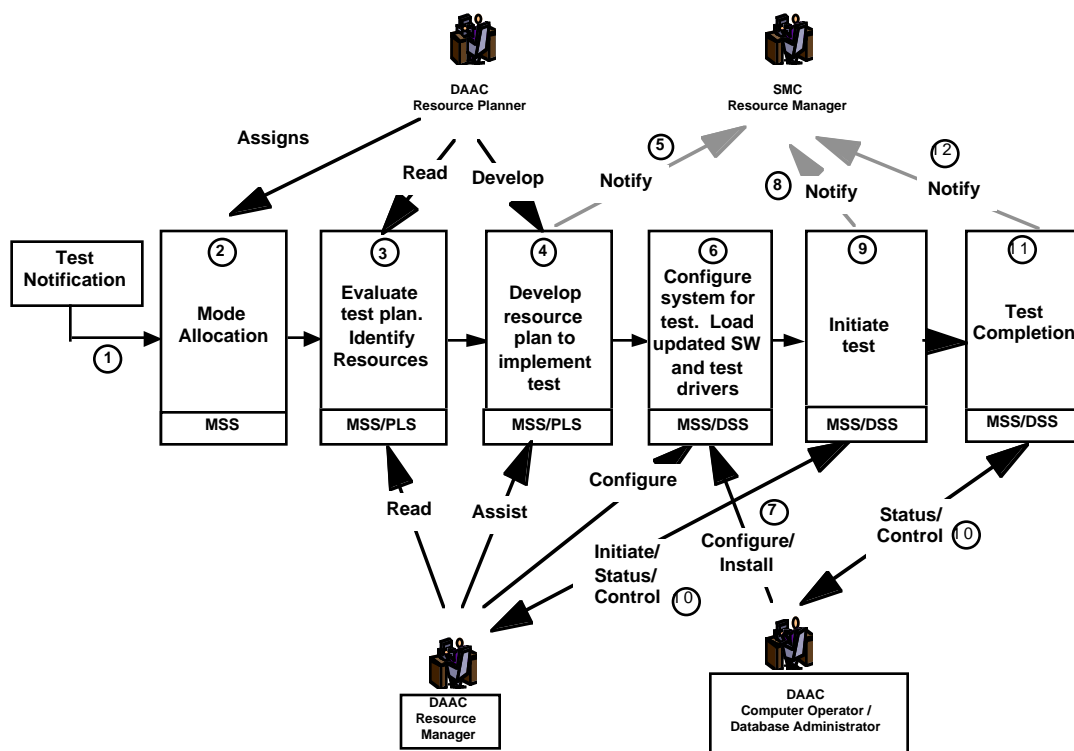 DAAC
Resource Planner
SMC
Resource Manager
Assigns
Read
Develop
5
Notify
8
Notify
12
Notify
Test
Notification
1
2
Mode
Allocation
MSS
3
Evaluate
test plan.
Identify
Resources
MSS/PLS
4
Develop
resource
plan to
implement
test
MSS/PLS
6
Configure
system for
test. Load
updated SW
and test
drivers
MSS/DSS
9
Initiate
test
MSS/DSS
11
Test
Completion
MSS/DSS
Read
Assist
Configure
Initiate/
Status/
Control 10
7
Configure/
Install
Status/
Control 10
DAAC
Resource
Manager
DAAC
Computer Operator /
Database Administrator